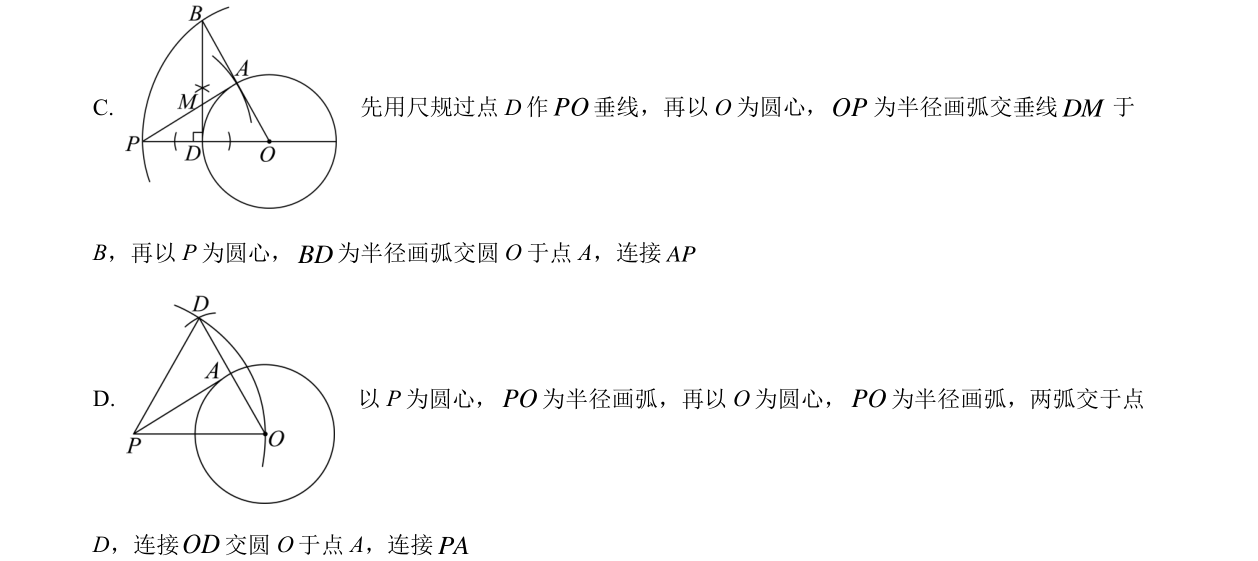 B
A
M
C.
先用尺规过点 D 作 PO 垂线，再以 O 为圆心，OP 为半径画弧交垂线 DM 于
P
D
O
B，再以 P 为圆心，BD 为半径画弧交圆 O 于点 A，连接 AP
D
A
D.
以 P 为圆心，PO 为半径画弧，再以 O 为圆心，PO 为半径画弧，两弧交于点
P
O
D，连接 OD 交圆 O 于点 A，连接 PA